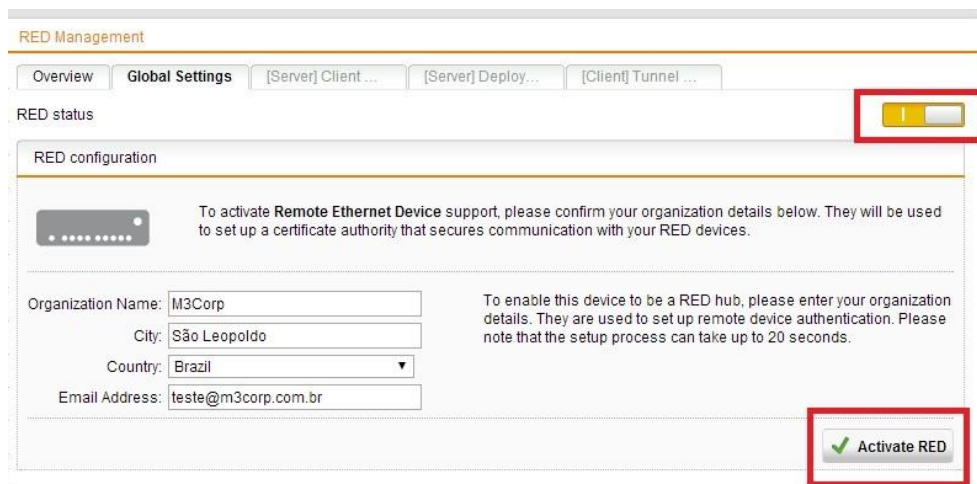 RED Management
Overview
Global Settings
[Server] Client ...
[Server] Deploy...
[Client] Tunnel ...
RED status
RED configuration
To activate Remote Ethernet Device support, please confirm your organization details below. They will be used
to set up a certificate authority that secures communication with your RED devices.
Organization Name: M3Corp
City: São Leopoldo
Country: Brazil
Email Address: teste@m3corp.com.br
To enable this device to be a RED hub, please enter your organization
details. They are used to set up remote device authentication. Please
note that the setup process can take up to 20 seconds.
Activate RED